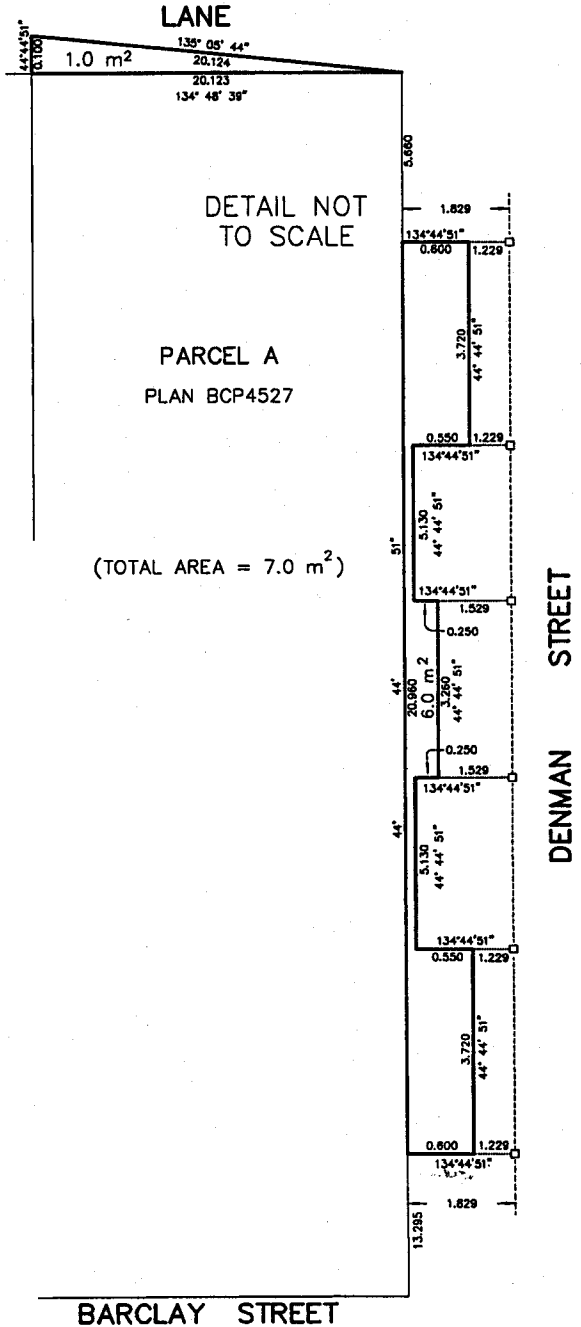 LANE
135° 05' 44"
44°44'51"
0.100
1.0 m²
20.124
20.123
134° 48' 39"
5.660
DETAIL NOT
TO SCALE
1.829
134°44'51"
0.600
1.229
3.720
44° 44' 51"
PARCEL A
PLAN BCP4527
0.550
1.229
134°44'51"
5.130
44° 44' 51"
(TOTAL AREA = 7.0 m²)
134°44'51"
1.529
0.250
44° 44' 51"
20.960
6.0 m²
3.260
44° 44' 51"
DENMAN STREET
0.250
1.529
134°44'51"
5.130
44° 44' 51"
134°44'51"
0.550
1.229
3.720
44° 44' 51"
0.600
1.229
134°44'51"
1.829
13.295
BARCLAY STREET